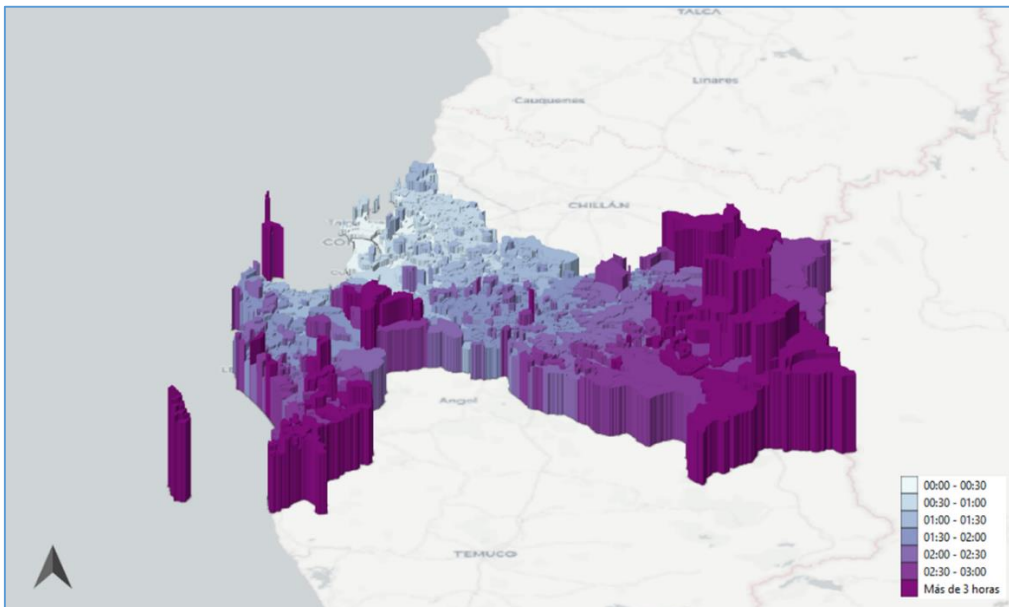 TALCA
Linares
Cauquenes
CHILLÁN
Angol
TEMUCO
00:00 - 00:30
00:30 - 01:00
01:00 - 01:30
01:30 - 02:00
02:00 - 02:30
02:30 - 03:00
Más de 3 horas